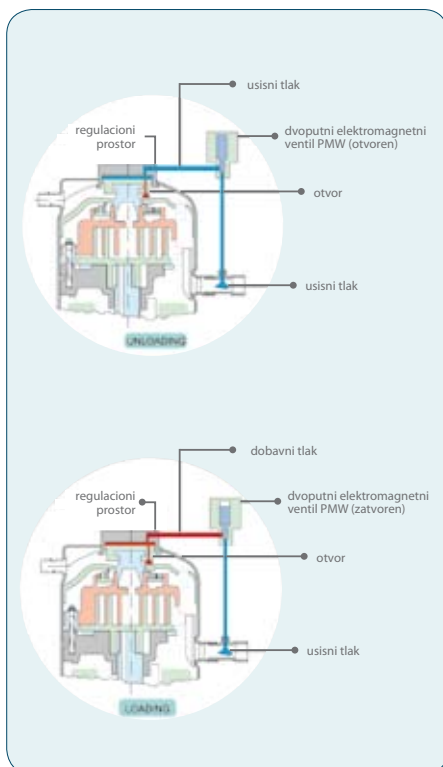 usisni tlak
regulacioni
prostor
dvoputni elektromagnetni
ventil PMW (otvoren)
otvor
usisni tlak
UNLOADING
dobavni tlak
regulacioni
prostor
dvoputni elektromagnetni
ventil PMW (zatvoren)
otvor
usisni tlak
LOADING